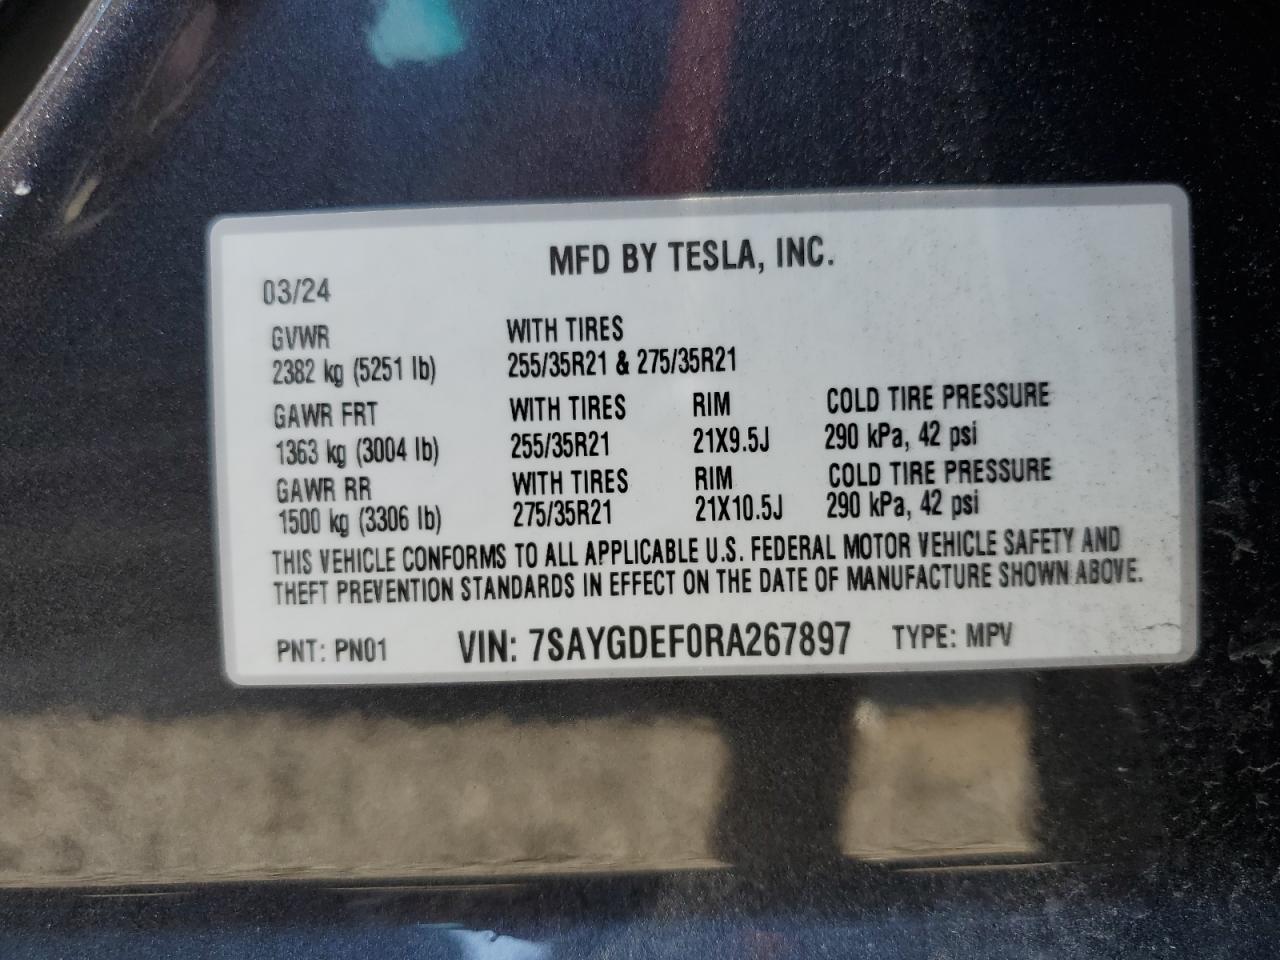 MFD BY TESLA, INC.
03/24
GVWR WITH TIRES
2382 kg (5251 lb) 255/35R21 & 275/35R21
GAWR FRT WITH TIRES RIM COLD TIRE PRESSURE
1363 kg (3004 lb) 255/35R21 21X9.5J 290 kPa, 42 psi
GAWR RR WITH TIRES RIM COLD TIRE PRESSURE
1500 kg (3306 lb) 275/35R21 21X10.5J 290 kPa, 42 psi
THIS VEHICLE CONFORMS TO ALL APPLICABLE U.S. FEDERAL MOTOR VEHICLE SAFETY AND
THEFT PREVENTION STANDARDS IN EFFECT ON THE DATE OF MANUFACTURE SHOWN ABOVE.
PNT: PN01 VIN: 7SAYGDEF0RA267897 TYPE: MPV